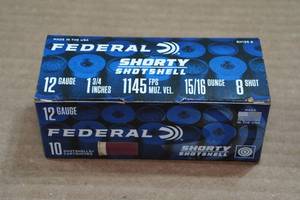 MADE IN THE USA
FEDERAL
SHORTY
SHOTSHELL
12 GAUGE
1 3/4 INCHES
1145 FPS MUZ. VEL.
15/16 OUNCE
8 SHOT
12 GAUGE
FEDERAL
10 SHOTSHELLS
SHORTY
SHOTSHELL